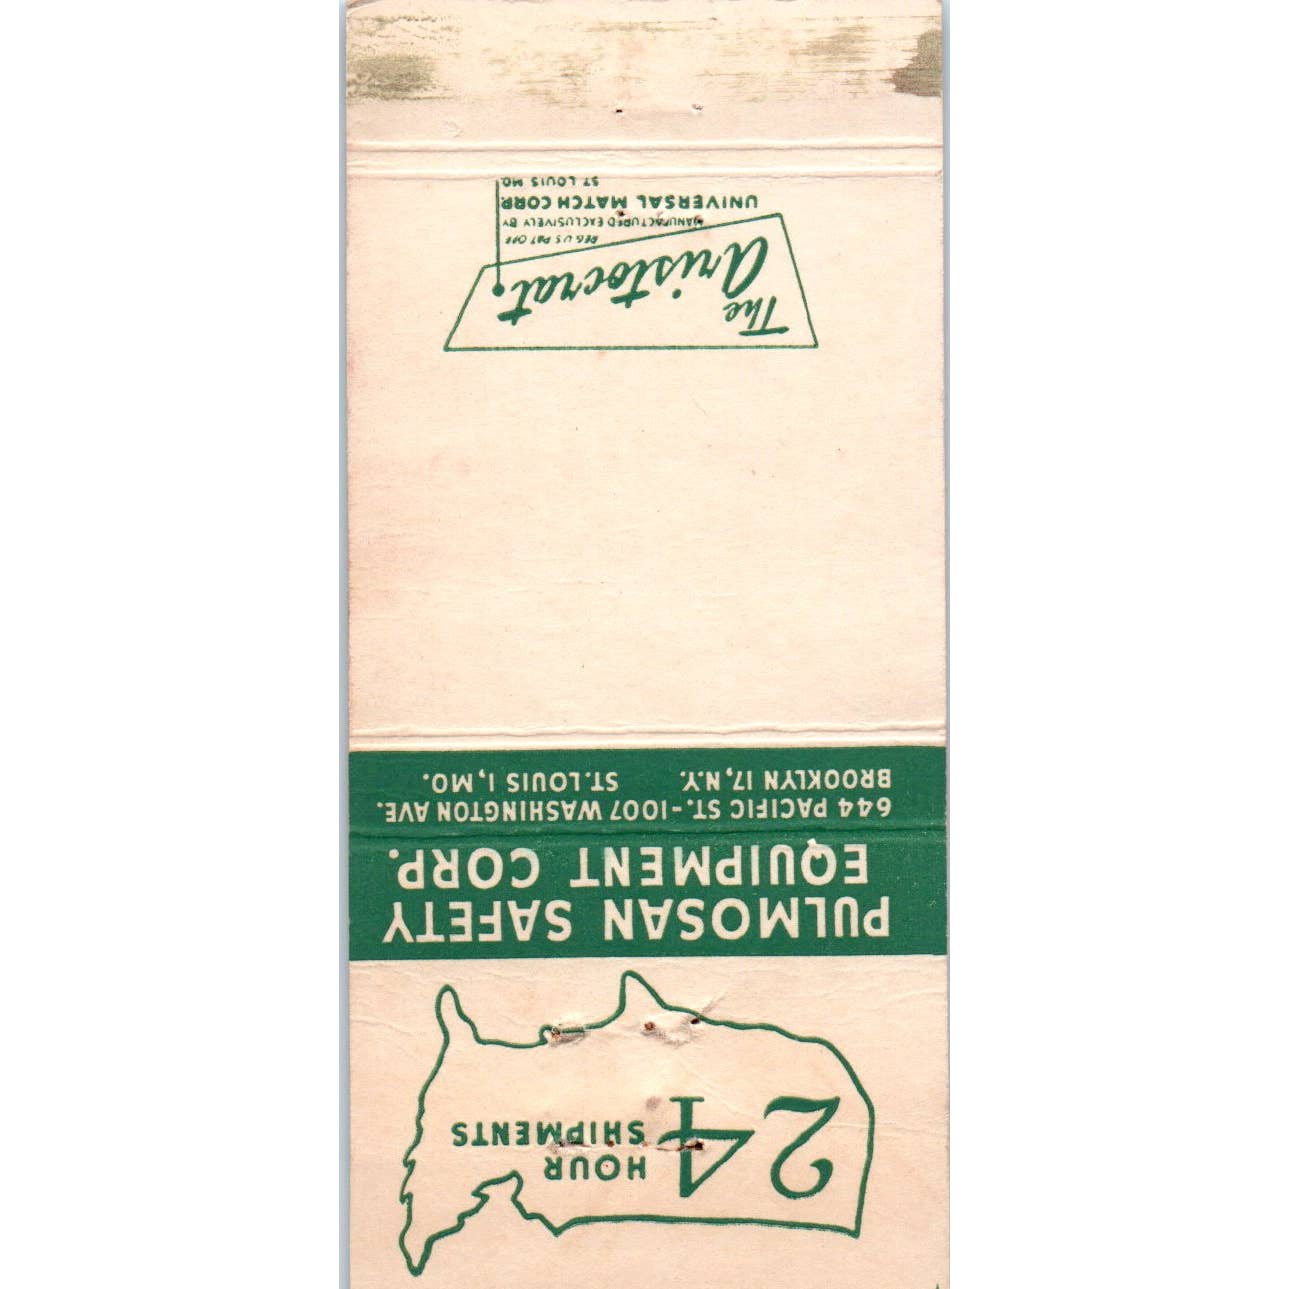 24 HOUR
SHIPMENTS
PULMOSAN SAFETY
EQUIPMENT CORP.
644 PACIFIC ST.-1007 WASHINGTON AVE.
BROOKLYN 17, N.Y. ST. LOUIS 1, MO.
The
Aristocrat
REG U S PAT OFF
MANUFACTURED EXCLUSIVELY BY
UNIVERSAL MATCH CORP.
ST LOUIS MO.